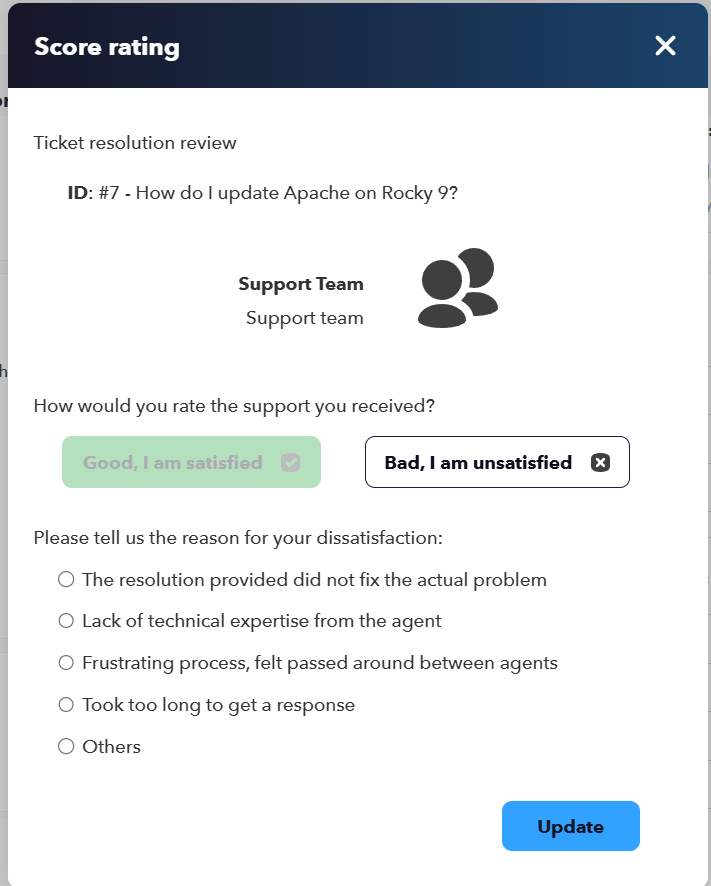 Score rating
Ticket resolution review
ID: #7 - How do I update Apache on Rocky 9?
Support Team
Support team
How would you rate the support you received?
Good, I am satisfied
Bad, I am unsatisfied
Please tell us the reason for your dissatisfaction:
The resolution provided did not fix the actual problem
Lack of technical expertise from the agent
Frustrating process, felt passed around between agents
Took too long to get a response
Others
Update